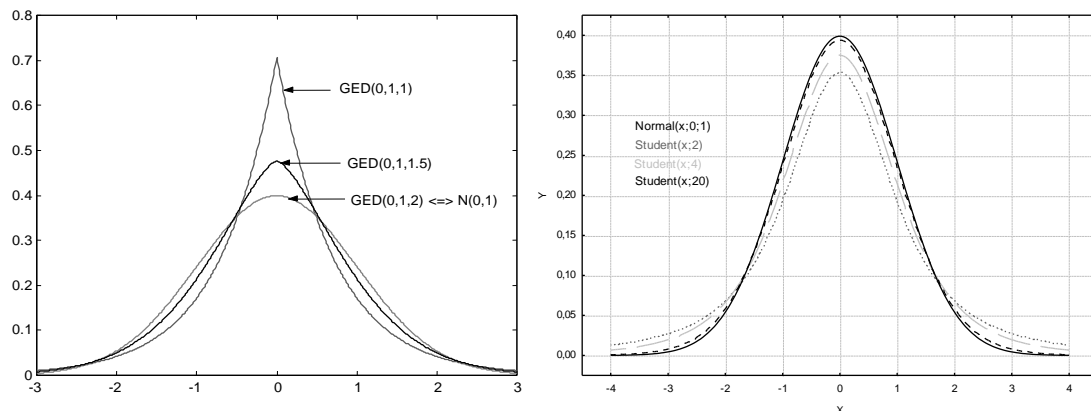 0.8
0.7
0.6
0.5
0.4
0.3
0.2
0.1
0
-3 -2 -1 0 1 2 3
GED(0,1,1)
GED(0,1,1.5)
GED(0,1,2) <=> N(0,1)
0,40
0,35
0,30
0,25
0,20
0,15
0,10
0,05
0,00
Y
Normal(x;0;1)
Student(x;2)
Student(x;4)
Student(x;20)
-4 -3 -2 -1 0 1 2 3 4
X